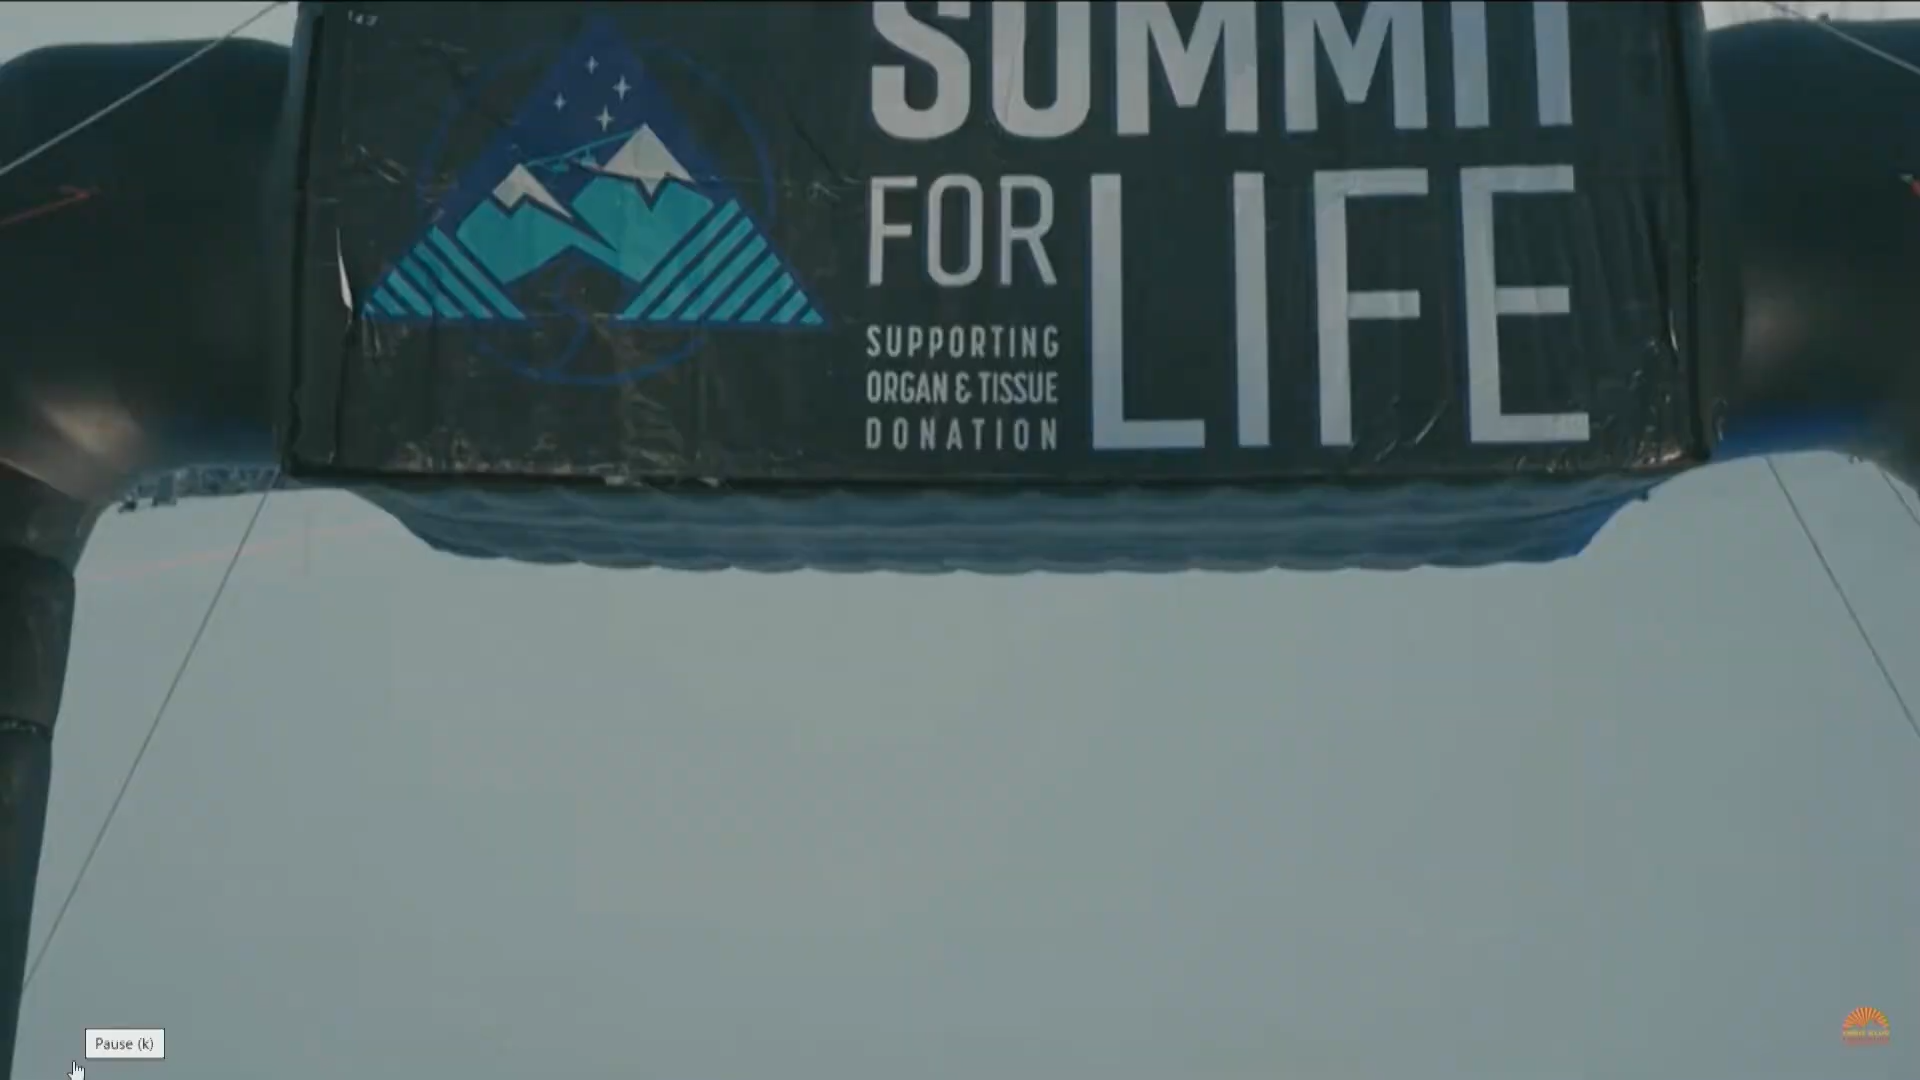 SUMMIT
FOR LIFE
SUPPORTING
ORGAN & TISSUE
DONATION
Pause (k)